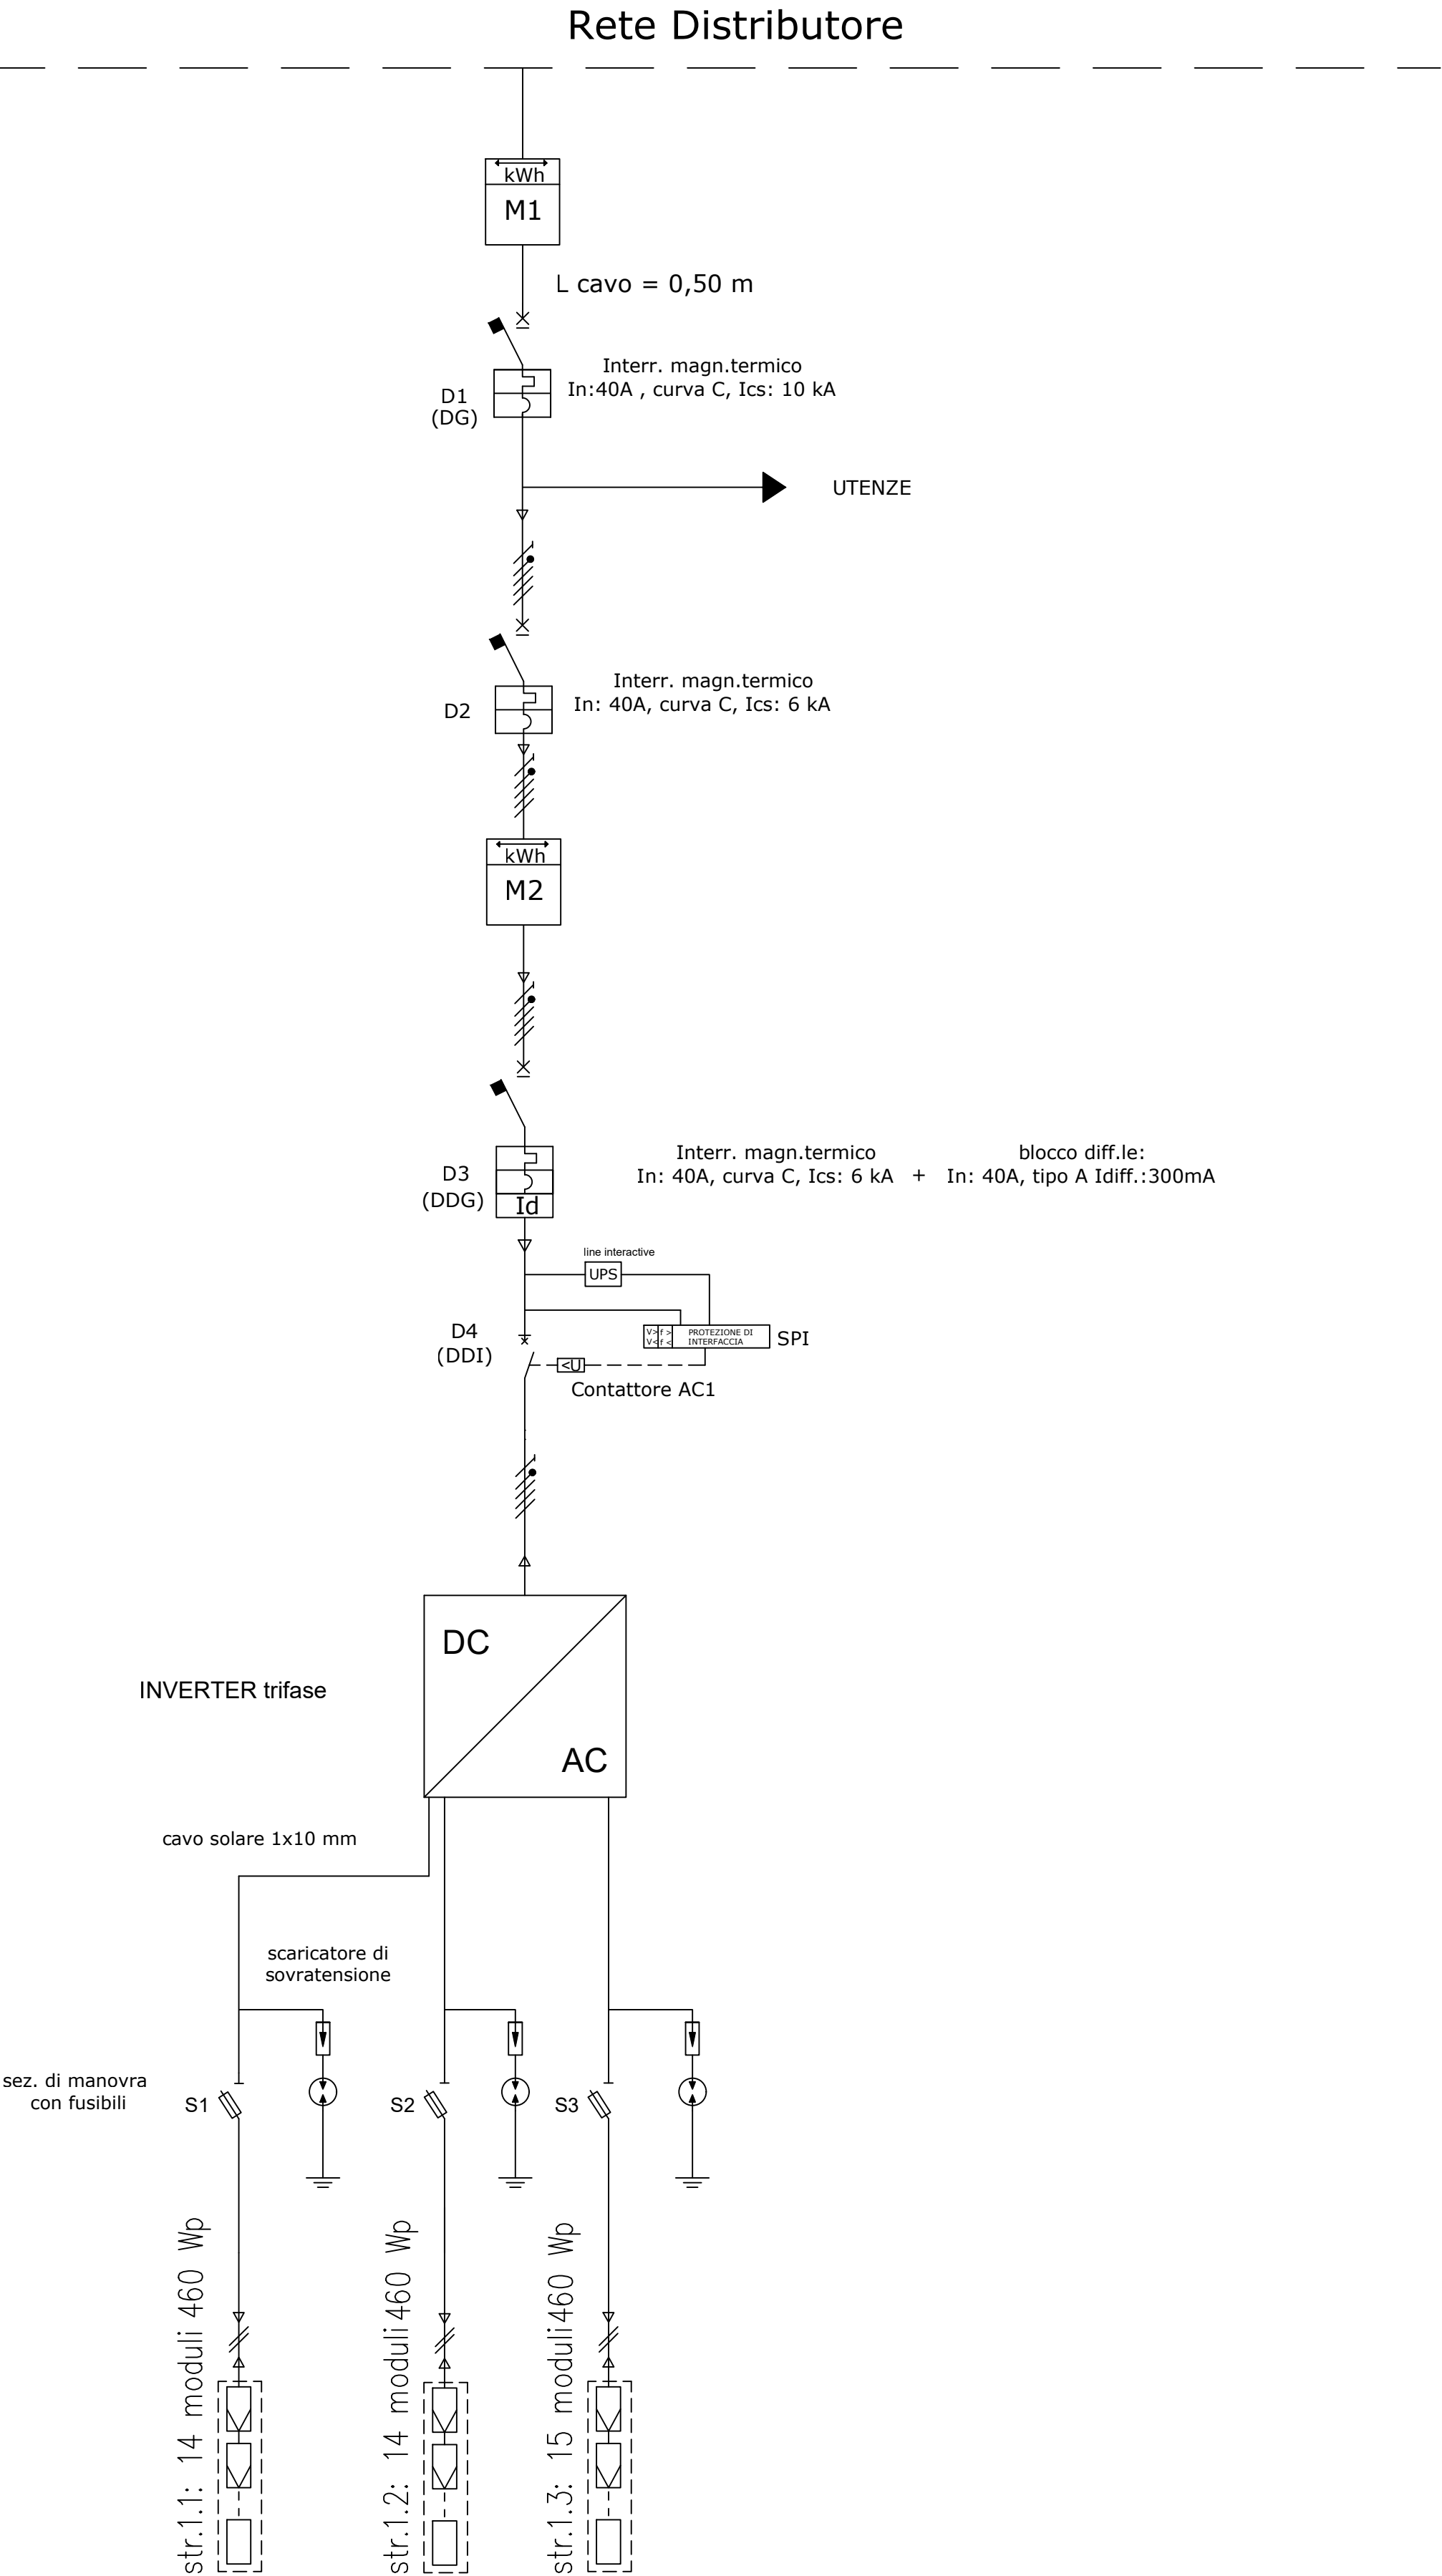 Rete Distributore
kWh
M1
L cavo = 0,50 m
Interr. magn.termico
In:40A , curva C, Ics: 10 kA
D1
(DG)
UTENZE
Interr. magn.termico
In: 40A, curva C, Ics: 6 kA
D2
kWh
M2
Interr. magn.termico
In: 40A, curva C, Ics: 6 kA
+
blocco diff.le:
In: 40A, tipo A Idiff.:300mA
D3
(DDG)
Id
line interactive
UPS
D4
(DDI)
V> f >
V< f <
PROTEZIONE DI
INTERFACCIA
SPI
<U
Contattore AC1
DC
AC
INVERTER trifase
cavo solare 1x10 mm
scaricatore di
sovratensione
sez. di manovra
con fusibili
S1
S2
S3
str.1.1: 14 moduli 460 Wp
str.1.2: 14 moduli 460 Wp
str.1.3: 15 moduli 460 Wp